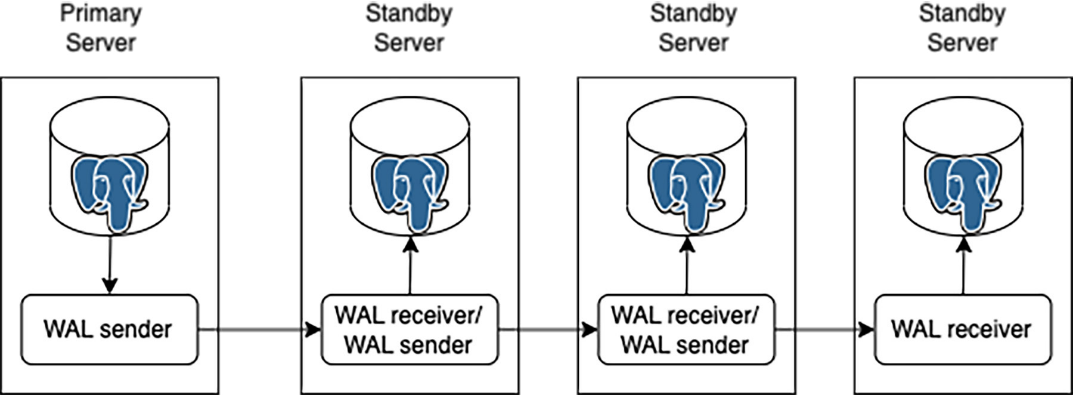 Primary
Server
Standby
Server
Standby
Server
Standby
Server
WAL sender
WAL receiver/
WAL sender
WAL receiver/
WAL sender
WAL receiver